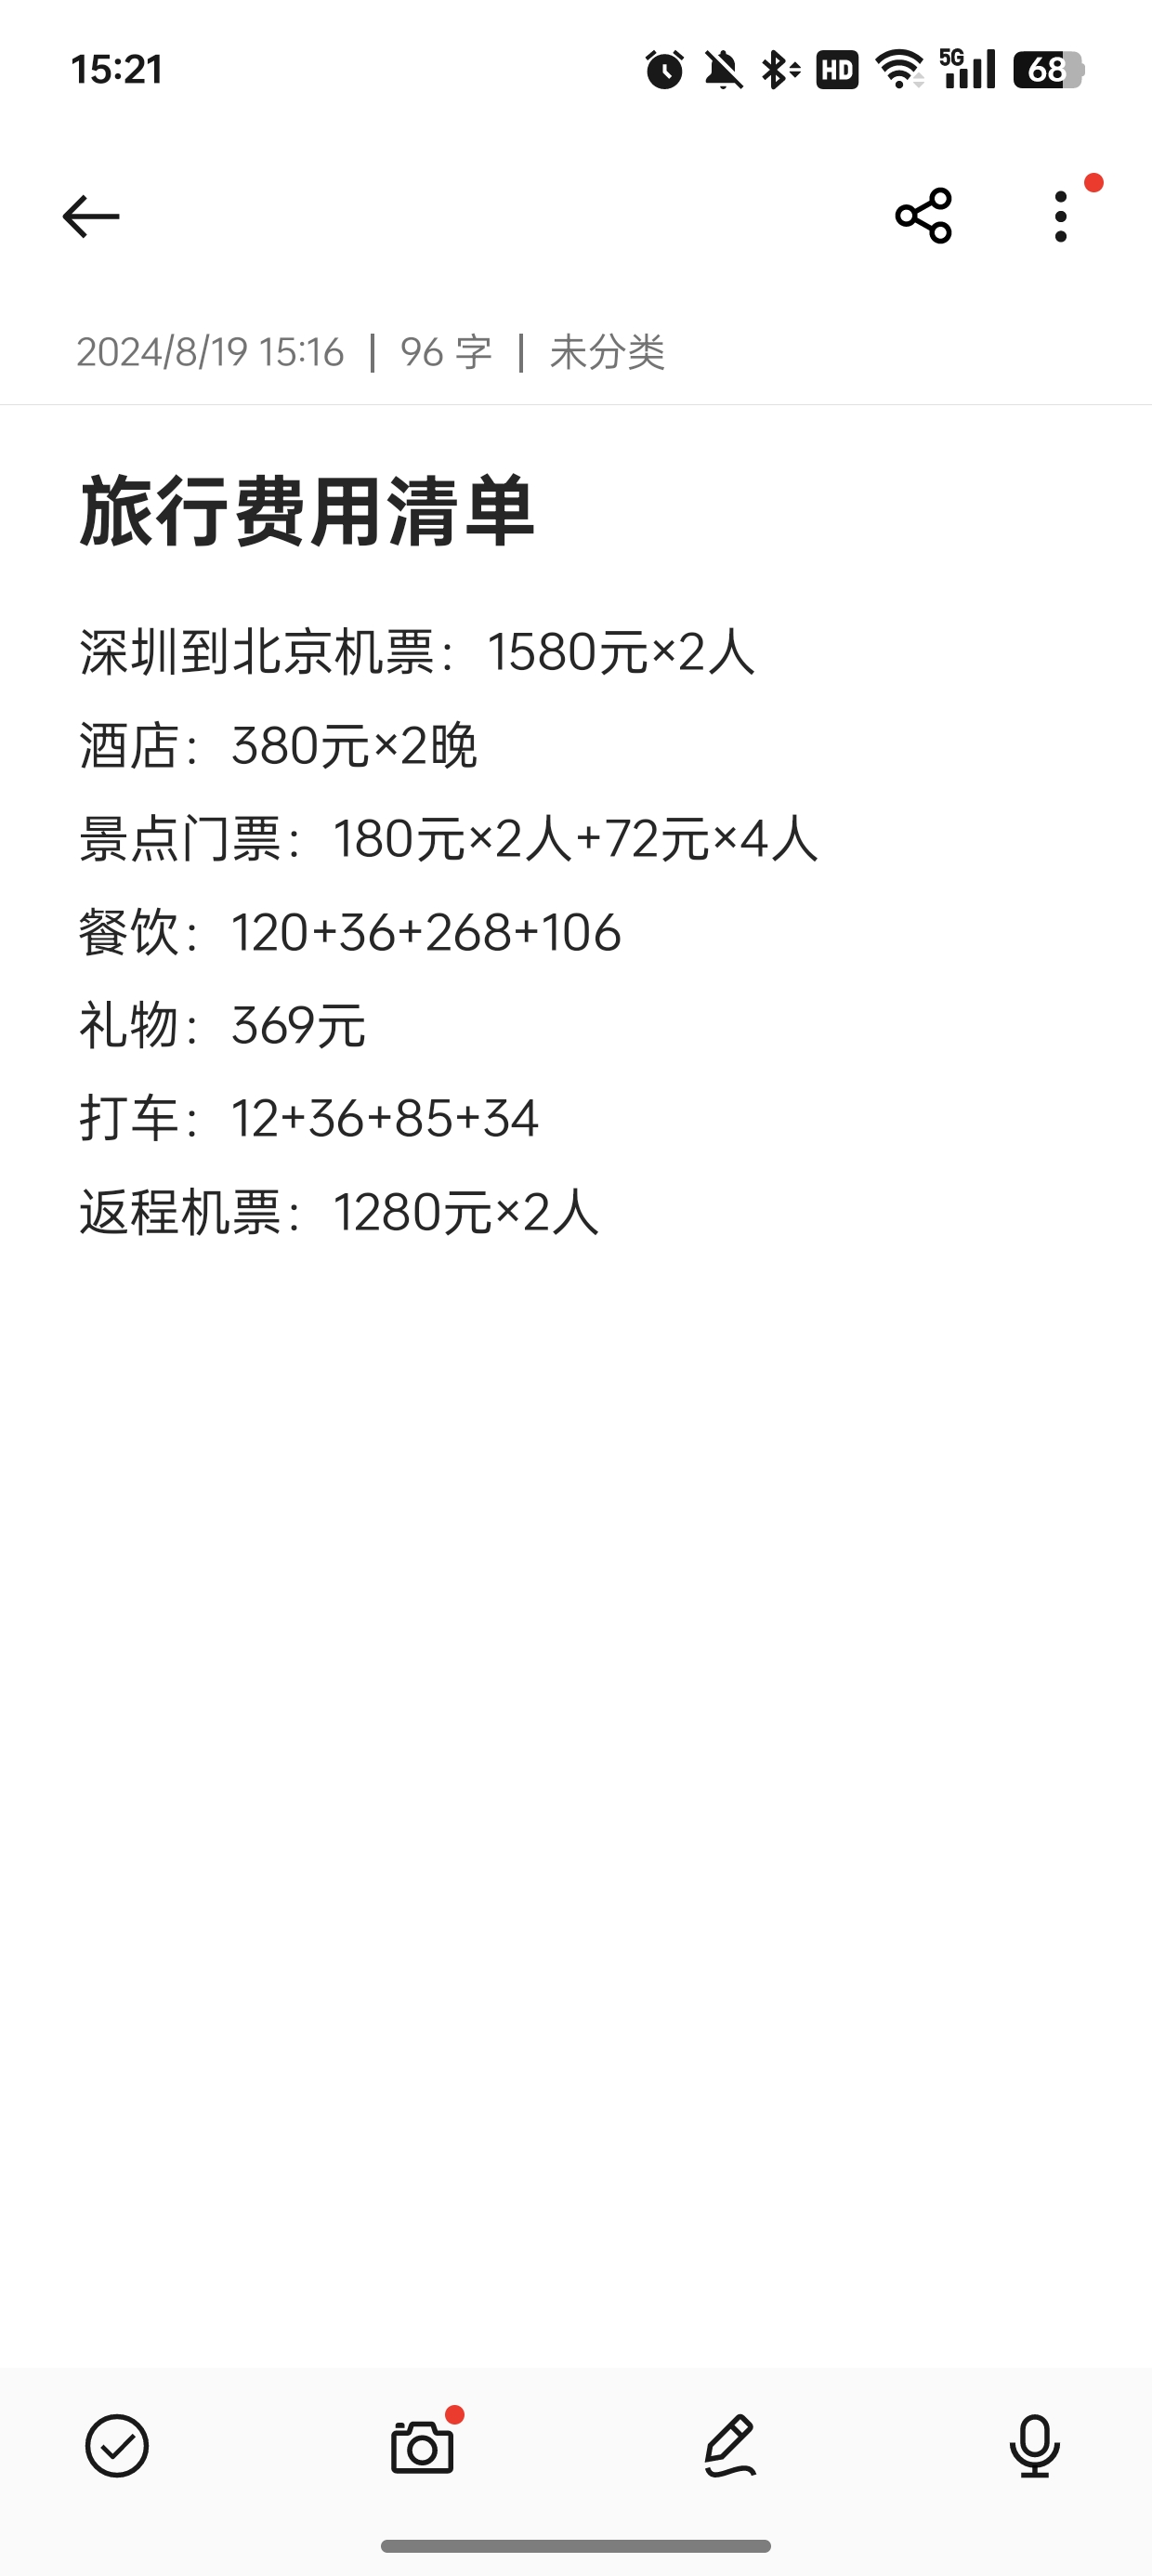 15:21 HD 5G 68
2024/8/19 15:16 | 96 字 | 未分类
旅行费用清单
深圳到北京机票：1580元×2人
酒店：380元×2晚
景点门票：180元×2人+72元×4人
餐饮：120+36+268+106
礼物：369元
打车：12+36+85+34
返程机票：1280元×2人